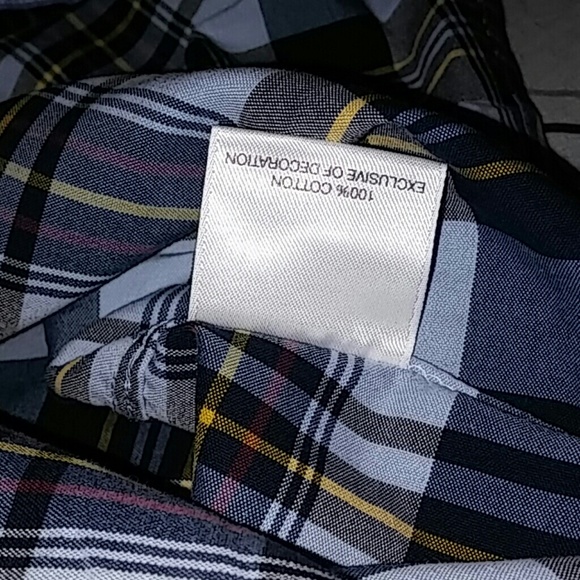 100% COTTON
EXCLUSIVE OF DECORATION